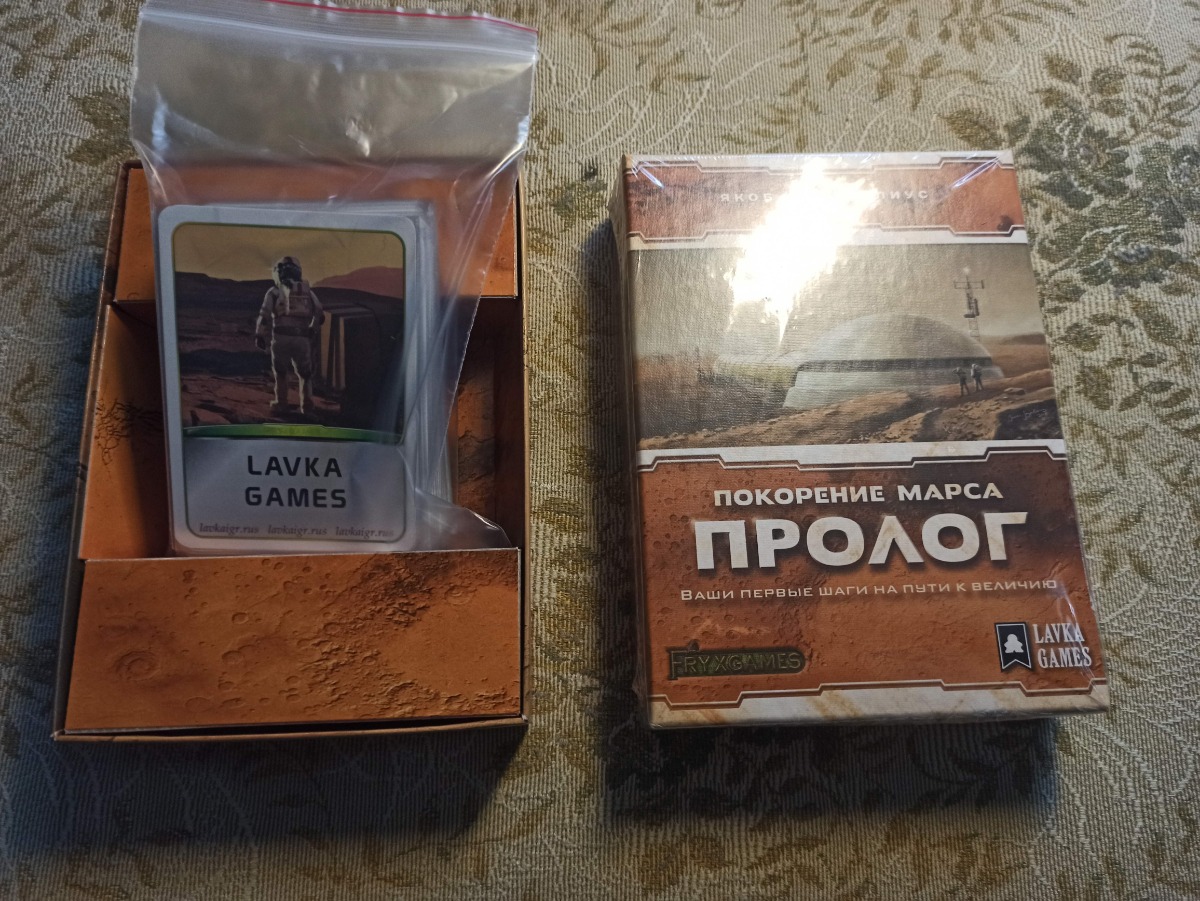 LAVKA
GAMES
lavkaigr.rus lavkaigr.rus lavkaigr.rus
ПОКОРЕНИЕ МАРСА
ПРОЛОГ
ВАШИ ПЕРВЫЕ ШАГИ НА ПУТИ К ВЕЛИЧИЮ
FRYXGAMES
LAVKA
GAMES